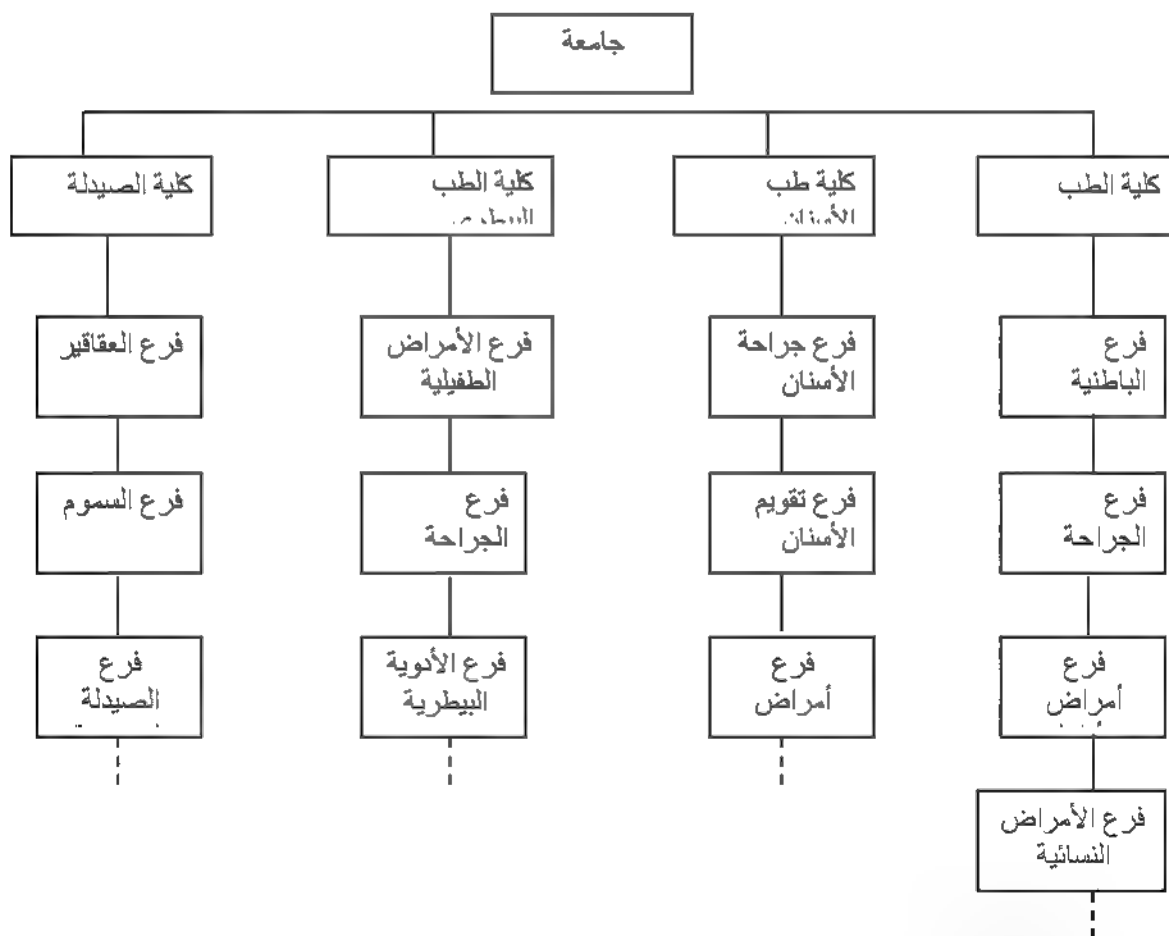 جامعة
كلية الطب
كلية طب
الأسنان
كلية الطب
كلية الصيدلة
فرع
الباطنية
فرع جراحة
الأسنان
فرع الأمراض
الطفيلية
فرع العقاقير
فرع
الجراحة
فرع تقويم
الأسنان
فرع
الجراحة
فرع السموم
فرع
أمراض
فرع
أمراض
فرع الأدوية
البيطرية
فرع
الصيدلة
فرع الأمراض
النسائية